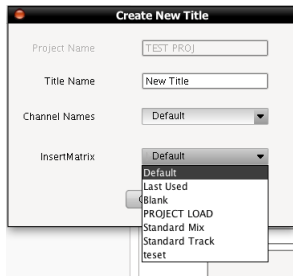 Create New Title
Project Name TEST PROJ
Title Name New Title
Channel Names Default
InsertMatrix Default
Default
Last Used
Blank
PROJECT LOAD
Standard Mix
Standard Track
teset